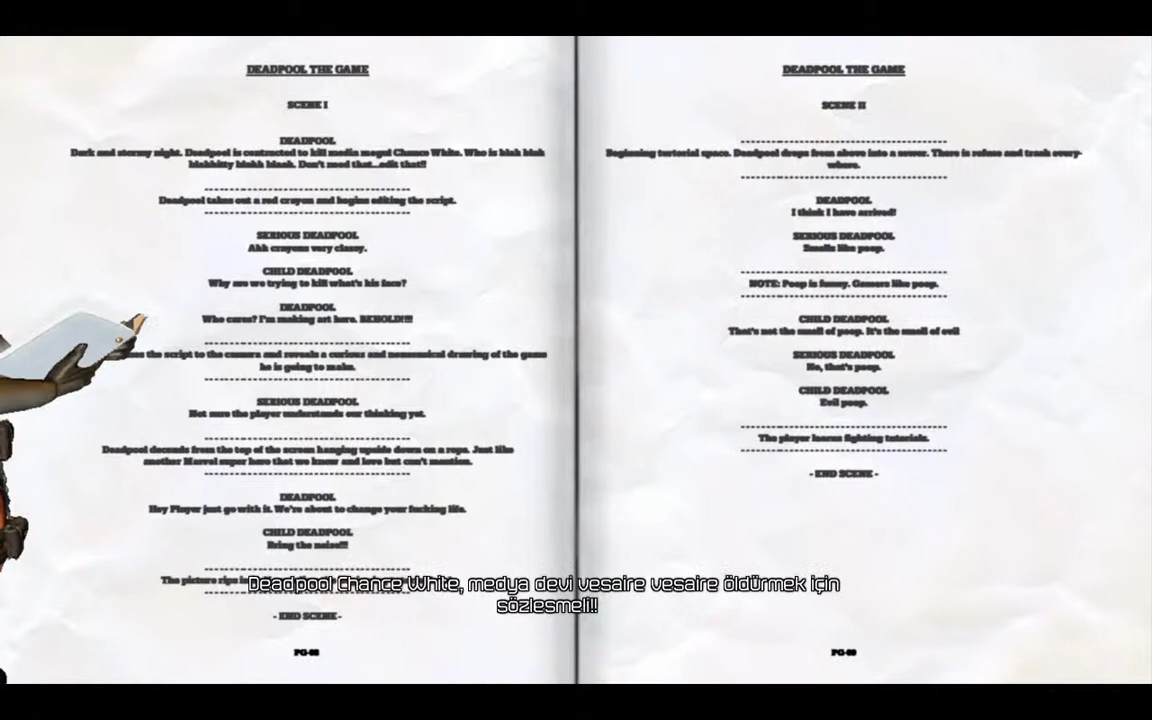 DEADPOOL THE GAME
SCENE I
DEADPOOL
Dark and stormy night. Deadpool is contracted to kill media mogul Chance White. Who is blah blah
blahbitty blahh blaah. Don't need that...edit that!!
Deadpool takes out a red crayon and begins editing the script.
SERIOUS DEADPOOL
Ahh crayons very classy.
CHILD DEADPOOL
Why are we trying to kill what's his face?
DEADPOOL
Who cares? I'm making art here. BEHOLD!!!!
the script to the camera and reveals a curious and nonsensical drawing of the game
he is going to make.
SERIOUS DEADPOOL
Not sure the player understands our thinking yet.
Deadpool decends from the top of the screen hanging upside down on a rope. Just like
another Marvel super hero that we know and love but can't mention.
DEADPOOL
Hey Player just go with it. We're about to change your fucking life.
CHILD DEADPOOL
Bring the noise!!!
The picture rips
- END SCENE -
DEADPOOL THE GAME
SCENE II
Beginning turtorial space. Deadpool drops from above into a sewer. There is refuse and trash every-
where.
DEADPOOL
I think I have arrived!
SERIOUS DEADPOOL
Smells like poop.
NOTE: Poop is funny. Gamers like poop.
CHILD DEADPOOL
That's not the smell of poop. It's the smell of evil
SERIOUS DEADPOOL
No, that's poop.
CHILD DEADPOOL
Evil poop.
The player learns fighting tutorials.
- END SCENE -
Deadpool Chance White, medya devi vesaire vesaire öldürmek için
sözlesmeli!!